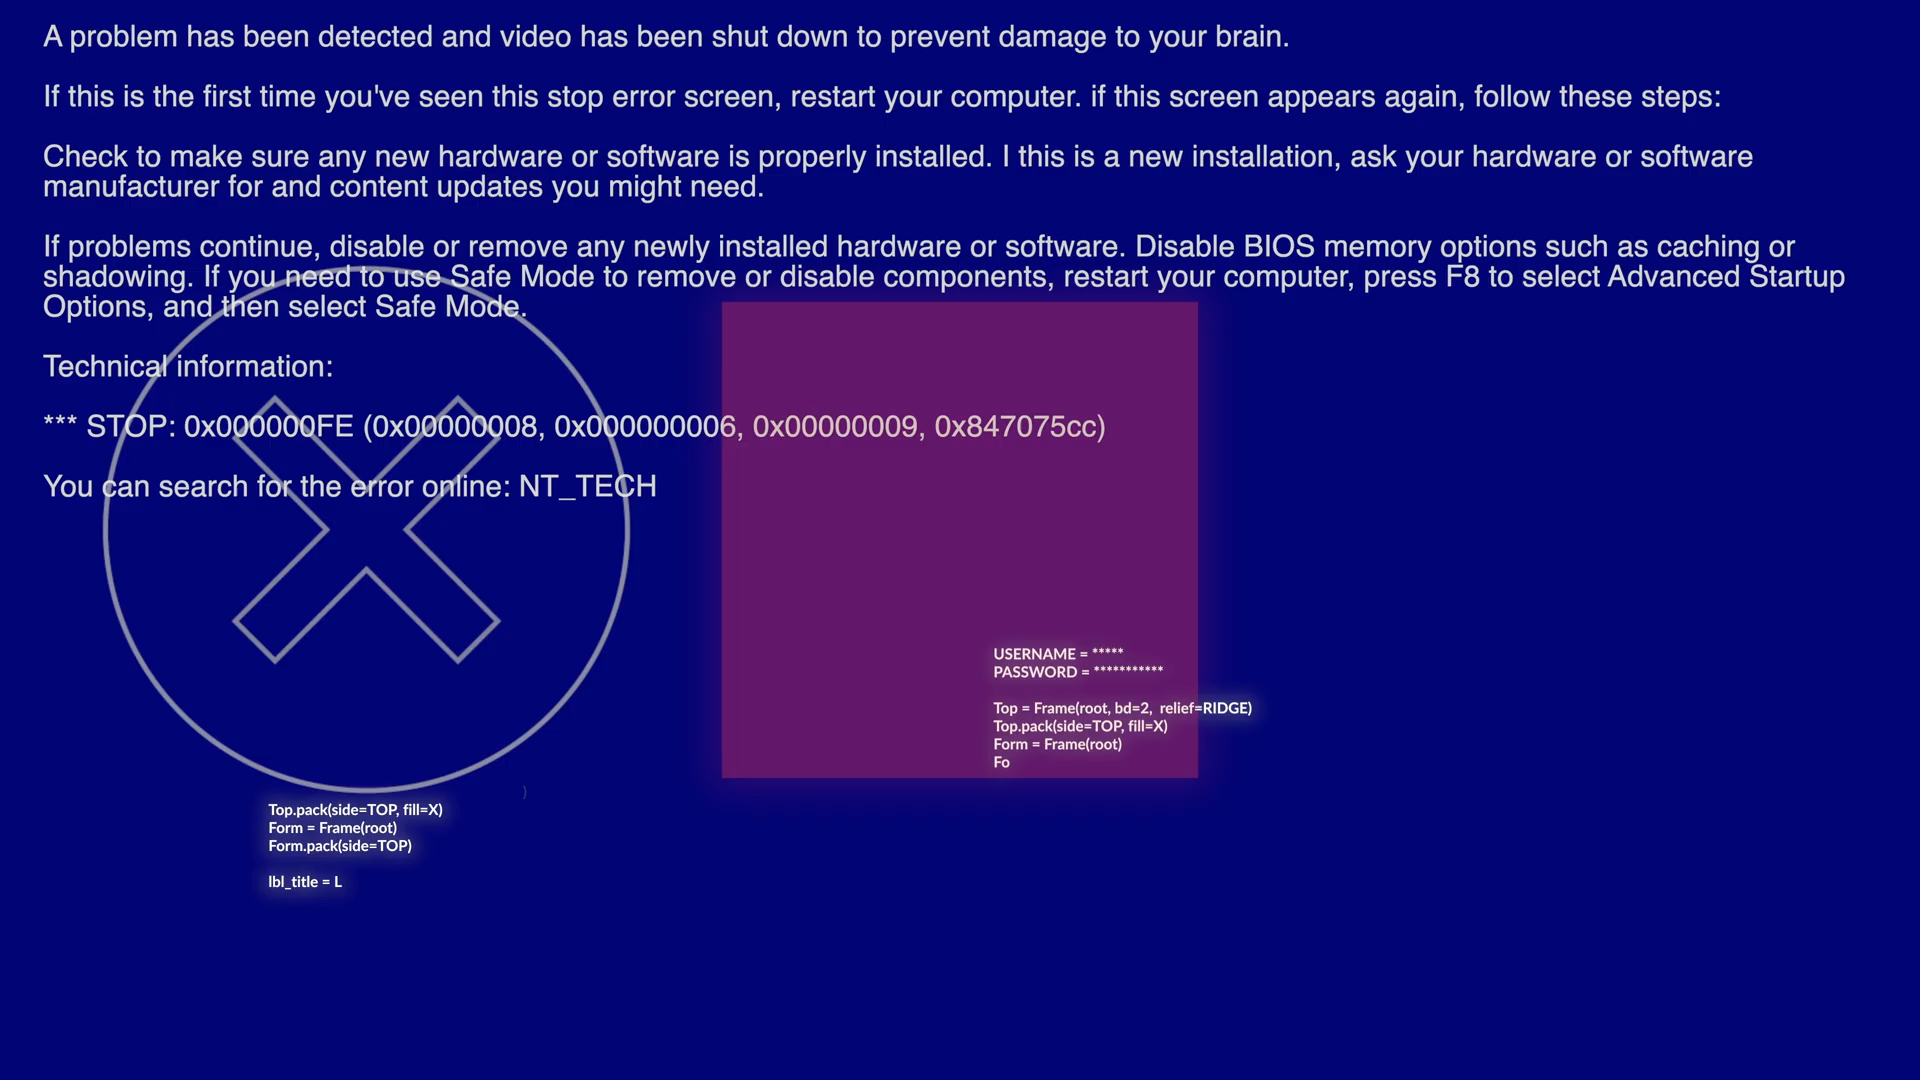 A problem has been detected and video has been shut down to prevent damage to your brain.
If this is the first time you've seen this stop error screen, restart your computer. if this screen appears again, follow these steps:
Check to make sure any new hardware or software is properly installed. I this is a new installation, ask your hardware or software
manufacturer for and content updates you might need.
If problems continue, disable or remove any newly installed hardware or software. Disable BIOS memory options such as caching or
shadowing. If you need to use Safe Mode to remove or disable components, restart your computer, press F8 to select Advanced Startup
Options, and then select Safe Mode.
Technical information:
*** STOP: 0x000000FE (0x00000008, 0x000000006, 0x00000009, 0x847075cc)
You can search for the error online: NT_TECH
USERNAME = *****
PASSWORD = ***********
Top = Frame(root, bd=2,  relief=RIDGE)
Top.pack(side=TOP, fill=X)
Form = Frame(root)
Fo
)
Top.pack(side=TOP, fill=X)
Form = Frame(root)
Form.pack(side=TOP)
lbl_title = L